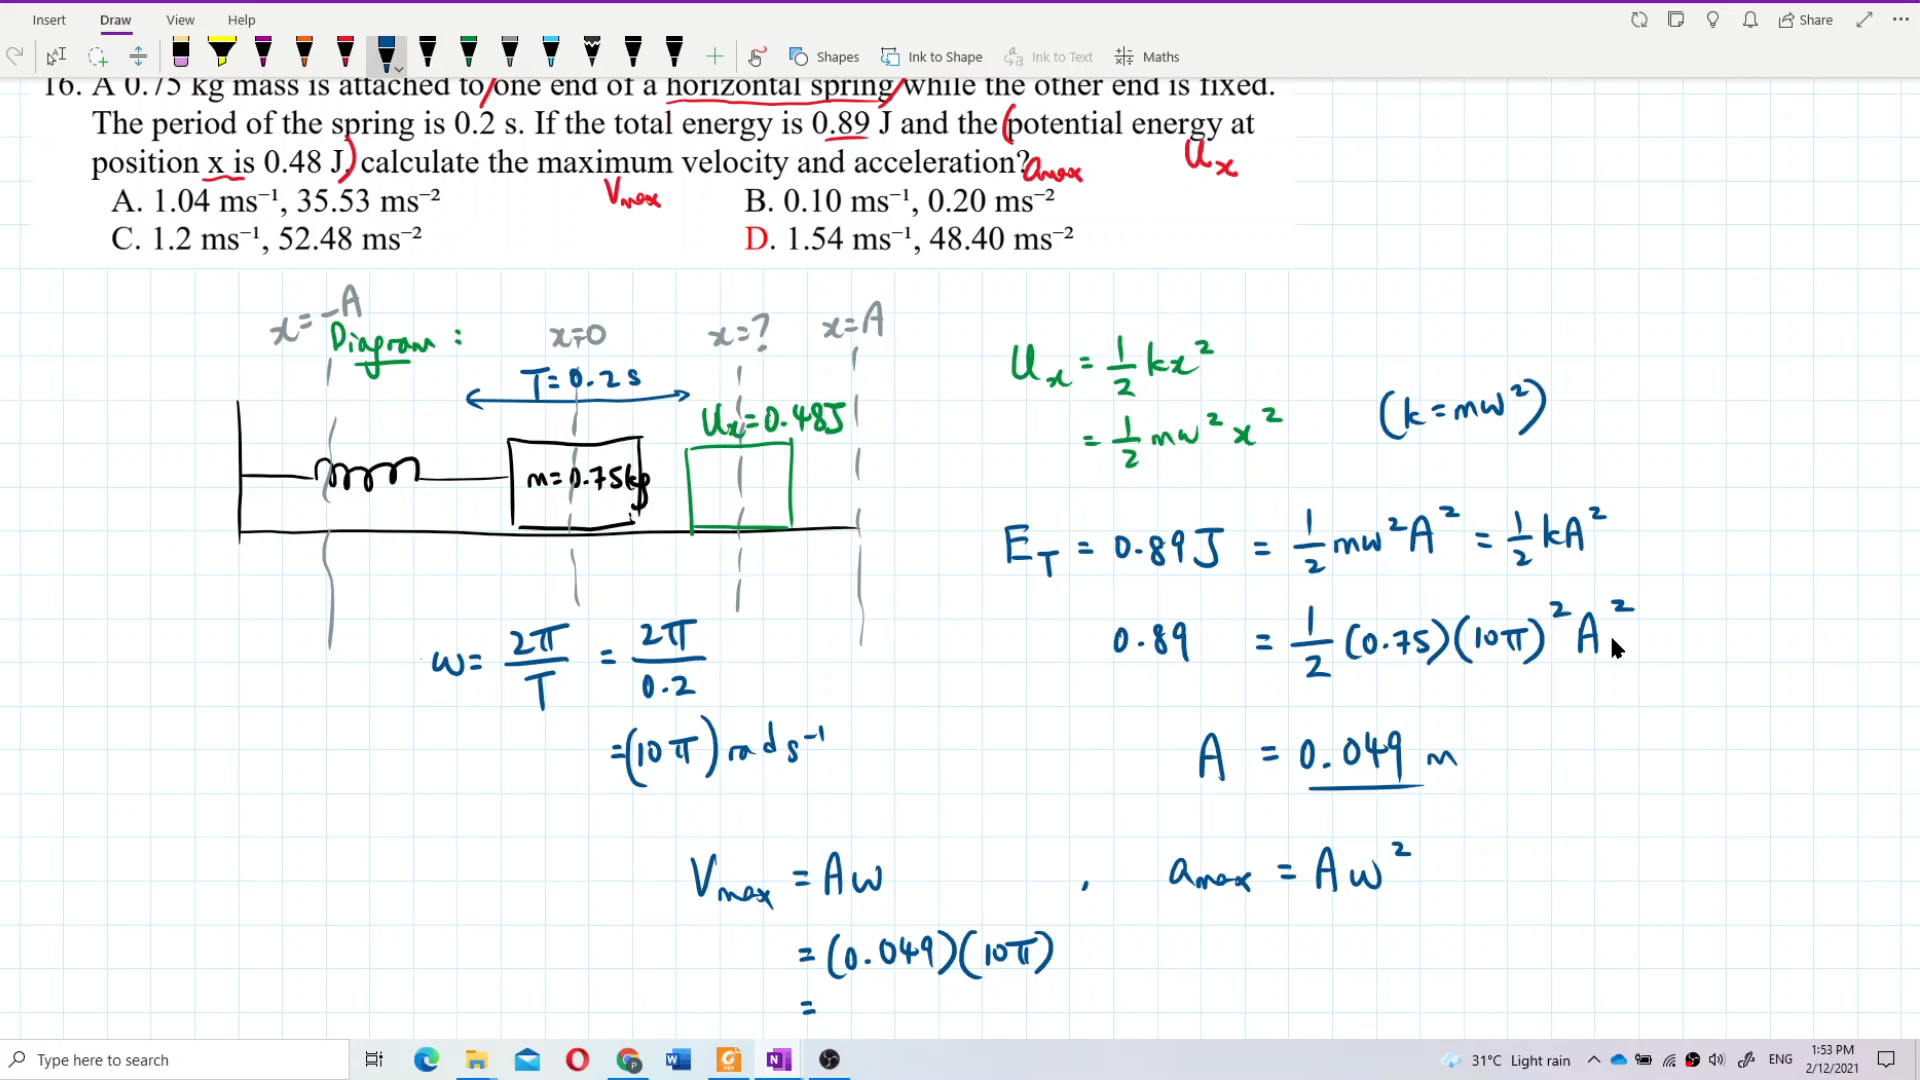 Insert Draw View Help Share
Shapes Ink to Shape Ink to Text Maths
16. A 0.75 kg mass is attached to one end of a horizontal spring while the other end is fixed.
The period of the spring is 0.2 s. If the total energy is 0.89 J and the (potential energy at
position x is 0.48 J) calculate the maximum velocity and acceleration? amax Ux
A. 1.04 ms⁻¹, 35.53 ms⁻² Vmax B. 0.10 ms⁻¹, 0.20 ms⁻²
C. 1.2 ms⁻¹, 52.48 ms⁻² D. 1.54 ms⁻¹, 48.40 ms⁻²
x=-A x=0 x=? x=A
Diagram :
T=0.2s
Ux=0.48J
m=0.75kg
Ux = 1/2 kx²
= 1/2 mw² x² (k=mw²)
ET = 0.89J = 1/2 mw²A² = 1/2 kA²
0.89 = 1/2 (0.75)(10π)² A²
w= 2π/T = 2π/0.2
=(10π) rad s⁻¹
A = 0.049 m
Vmax = Aw , amax = Aw²
= (0.049)(10π)
=
Type here to search 31°C Light rain ENG 1:53 PM
2/12/2021